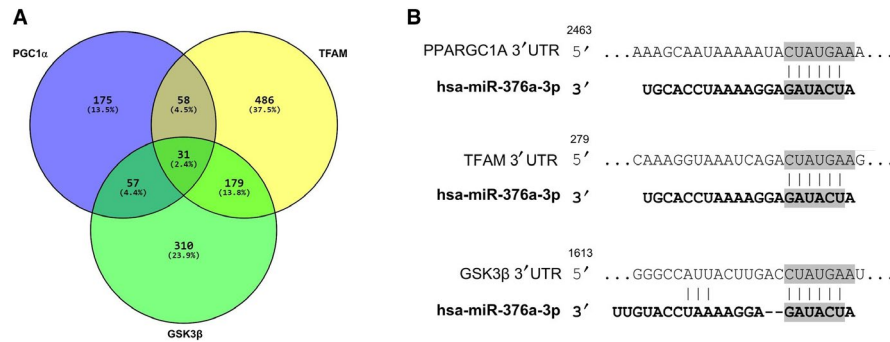 A
PGC1α
TFAM
175
(13.5%)
58
(4.5%)
486
(37.5%)
31
(2.4%)
57
(4.4%)
179
(13.8%)
310
(23.9%)
GSK3β
B
2463
PPARGC1A 3′UTR 5′ ...AAAGCAAUAAAAAUACUAUGAAA...
hsa-miR-376a-3p 3′ UGCACCUAAAAGGAGAUACUA
279
TFAM 3′UTR 5′ ...CAAAGGUAAAUCAGACUAUGAAG...
hsa-miR-376a-3p 3′ UGCACCUAAAAGGAGAUACUA
1613
GSK3β 3′UTR 5′ ...GGGCCAUUACUUGACCUAUGAAU...
hsa-miR-376a-3p 3′ UUGUACCUAAAAGGA--GAUACUA